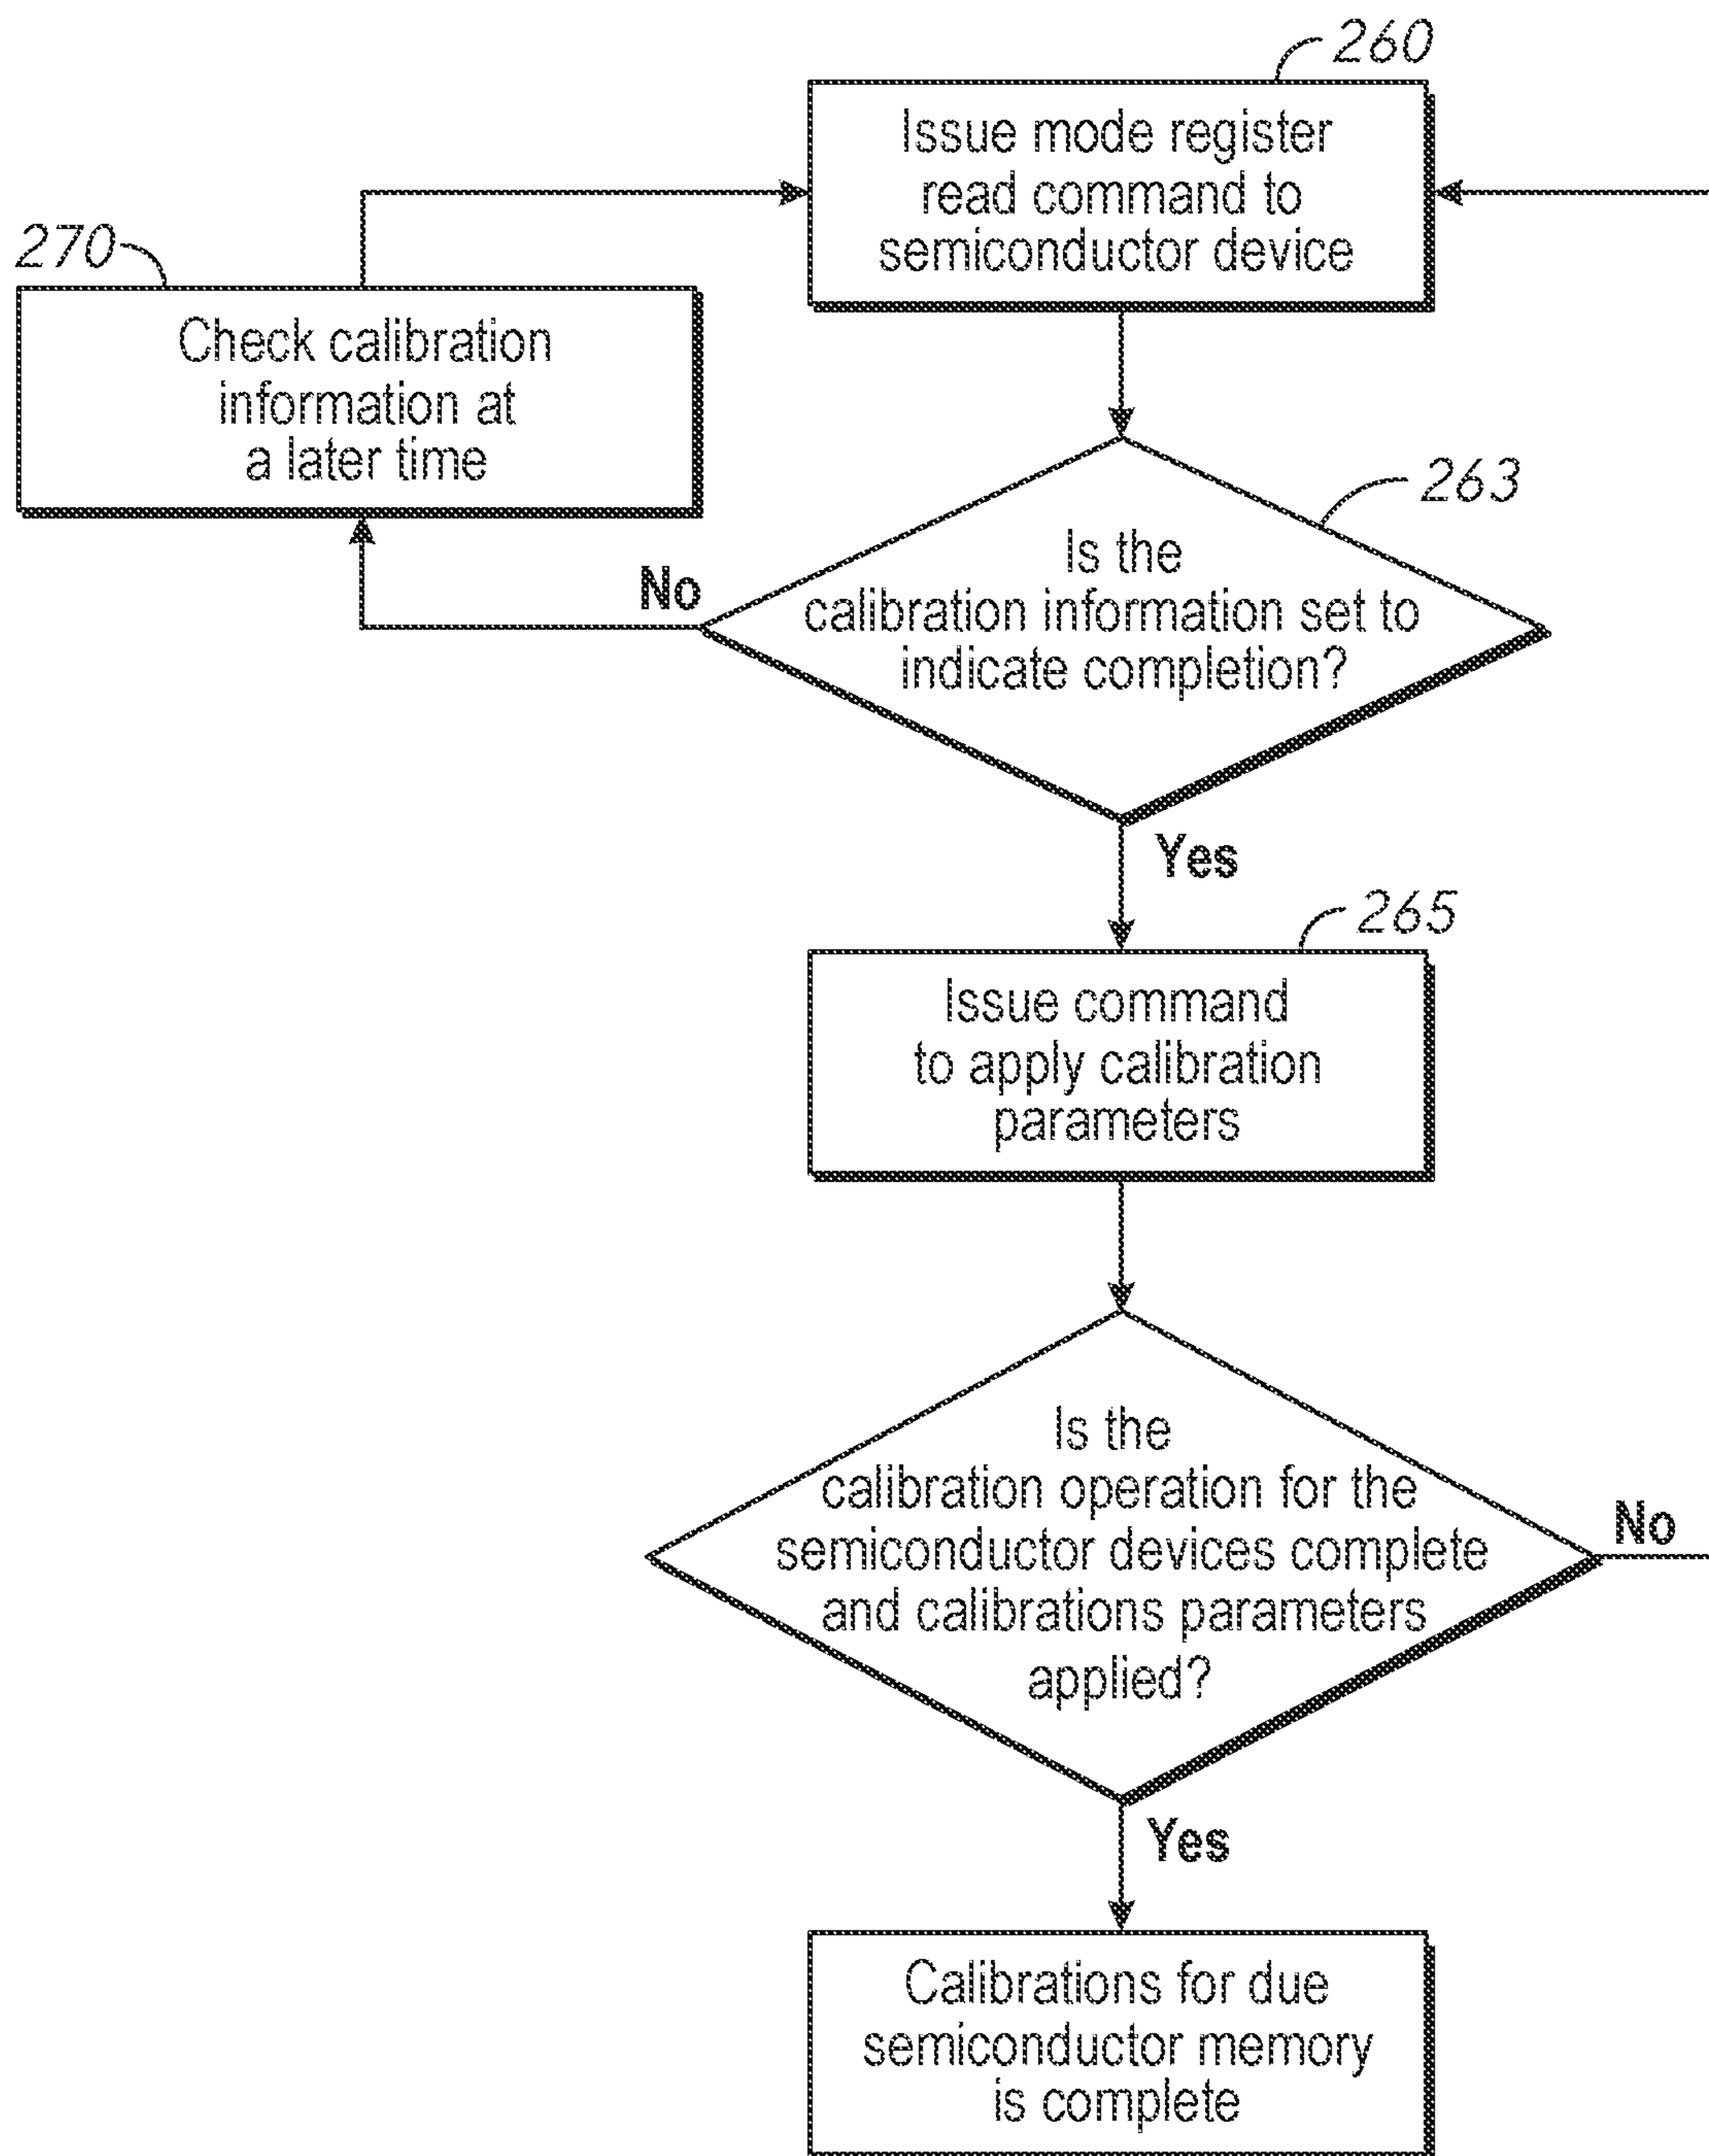 260
Issue mode register
read command to
semiconductor device
270
Check calibration
information at
a later time
263
Is the
calibration information set to
indicate completion?
No
Yes
265
Issue command
to apply calibration
parameters
Is the
calibration operation for the
semiconductor devices complete
and calibrations parameters
applied?
No
Yes
Calibrations for due
semiconductor memory
is complete